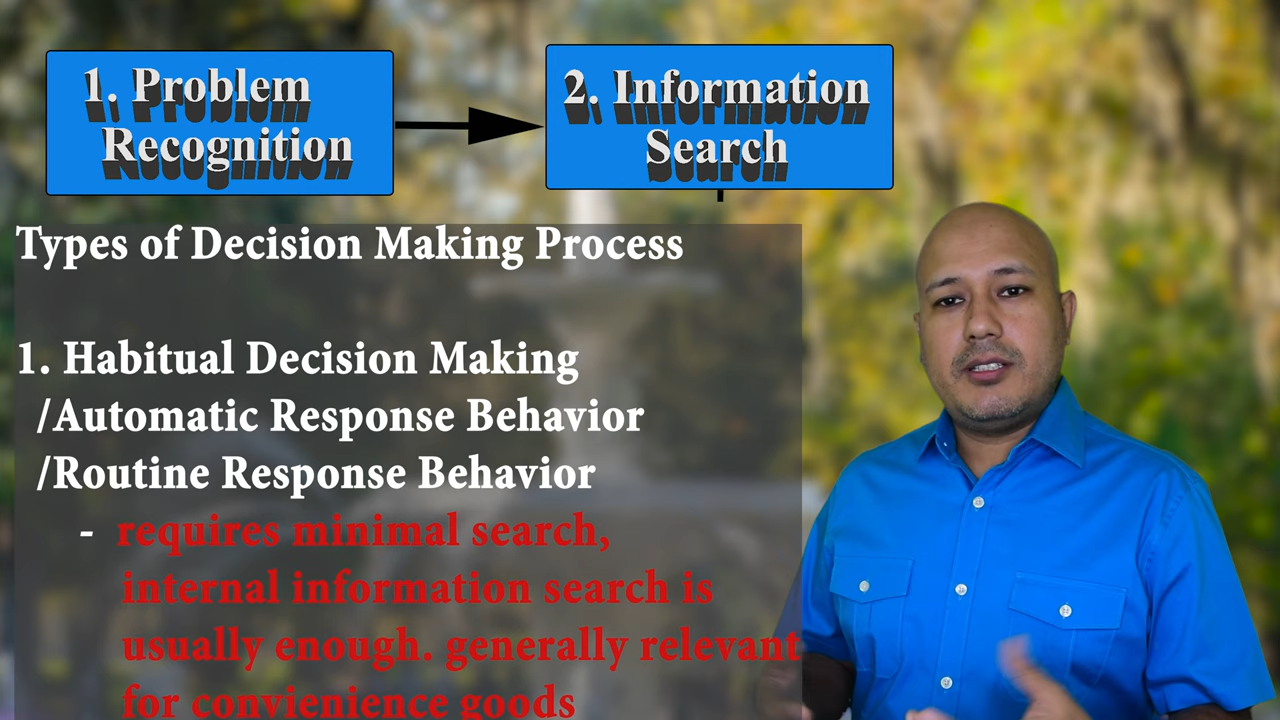 1. Problem
Recognition
2. Information
Search
Types of Decision Making Process
1. Habitual Decision Making
/Automatic Response Behavior
/Routine Response Behavior
- requires minimal search,
internal information search is
usually enough. generally relevant
for convienience goods